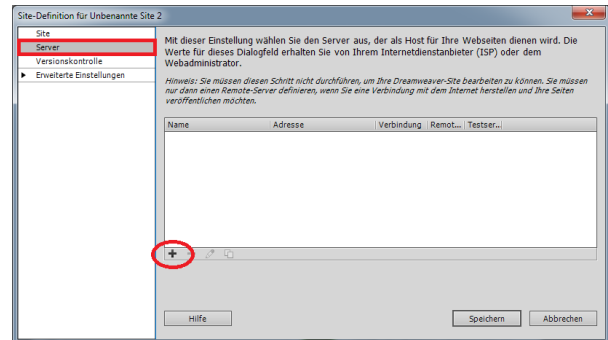 Site-Definition für Unbenannte Site 2
Site
Server
Versionskontrolle
Erweiterte Einstellungen
Mit dieser Einstellung wählen Sie den Server aus, der als Host für Ihre Webseiten dienen wird. Die
Werte für dieses Dialogfeld erhalten Sie von Ihrem Internetdienstanbieter (ISP) oder dem
Webadministrator.
Hinweis: Sie müssen diesen Schritt nicht durchführen, um Ihre Dreamweaver-Site bearbeiten zu können. Sie müssen
nur dann einen Remote-Server definieren, wenn Sie eine Verbindung mit dem Internet herstellen und Ihre Seiten
veröffentlichen möchten.
Name Adresse Verbindung Remot... Testser...
Hilfe Speichern Abbrechen